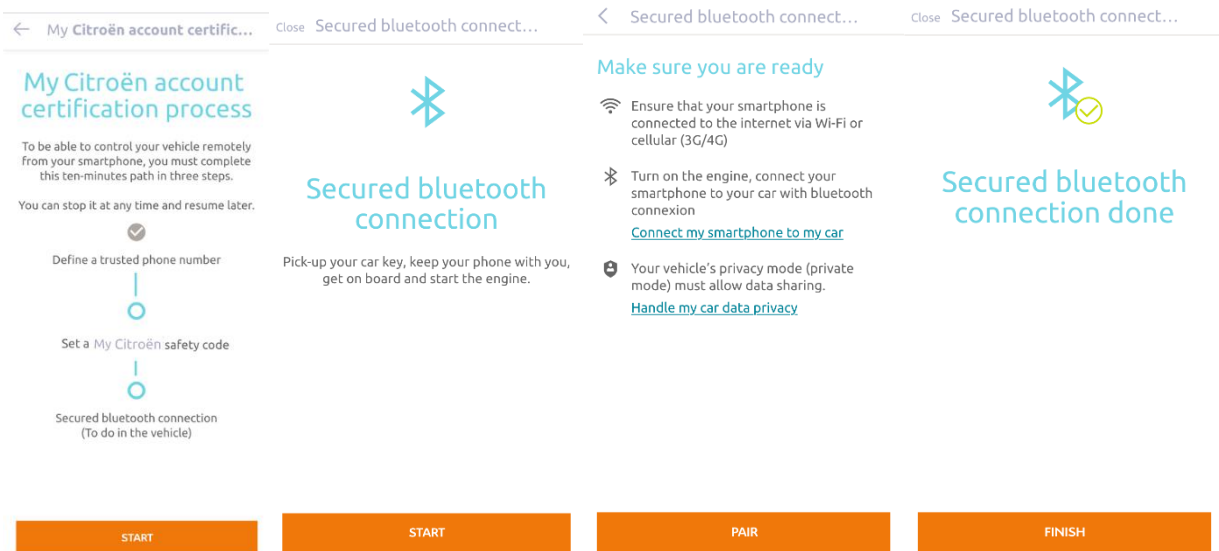 My Citroën account certific...
My Citroën account
certification process
To be able to control your vehicle remotely
from your smartphone, you must complete
this ten-minutes path in three steps.
You can stop it at any time and resume later.
Define a trusted phone number
Set a My Citroën safety code
Secured bluetooth connection
(To do in the vehicle)
START
Close Secured bluetooth connect...
Secured bluetooth
connection
Pick-up your car key, keep your phone with you,
get on board and start the engine.
START
Secured bluetooth connect...
Make sure you are ready
Ensure that your smartphone is
connected to the internet via Wi-Fi or
cellular (3G/4G)
Turn on the engine, connect your
smartphone to your car with bluetooth
connexion
Connect my smartphone to my car
Your vehicle's privacy mode (private
mode) must allow data sharing.
Handle my car data privacy
PAIR
Close Secured bluetooth connect...
Secured bluetooth
connection done
FINISH